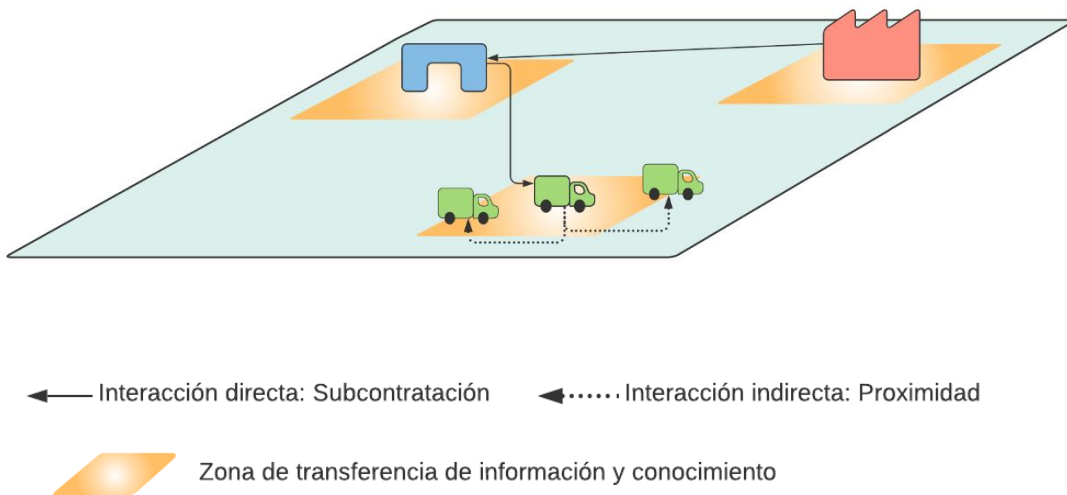 Interacción directa: Subcontratación
Interacción indirecta: Proximidad
Zona de transferencia de información y conocimiento